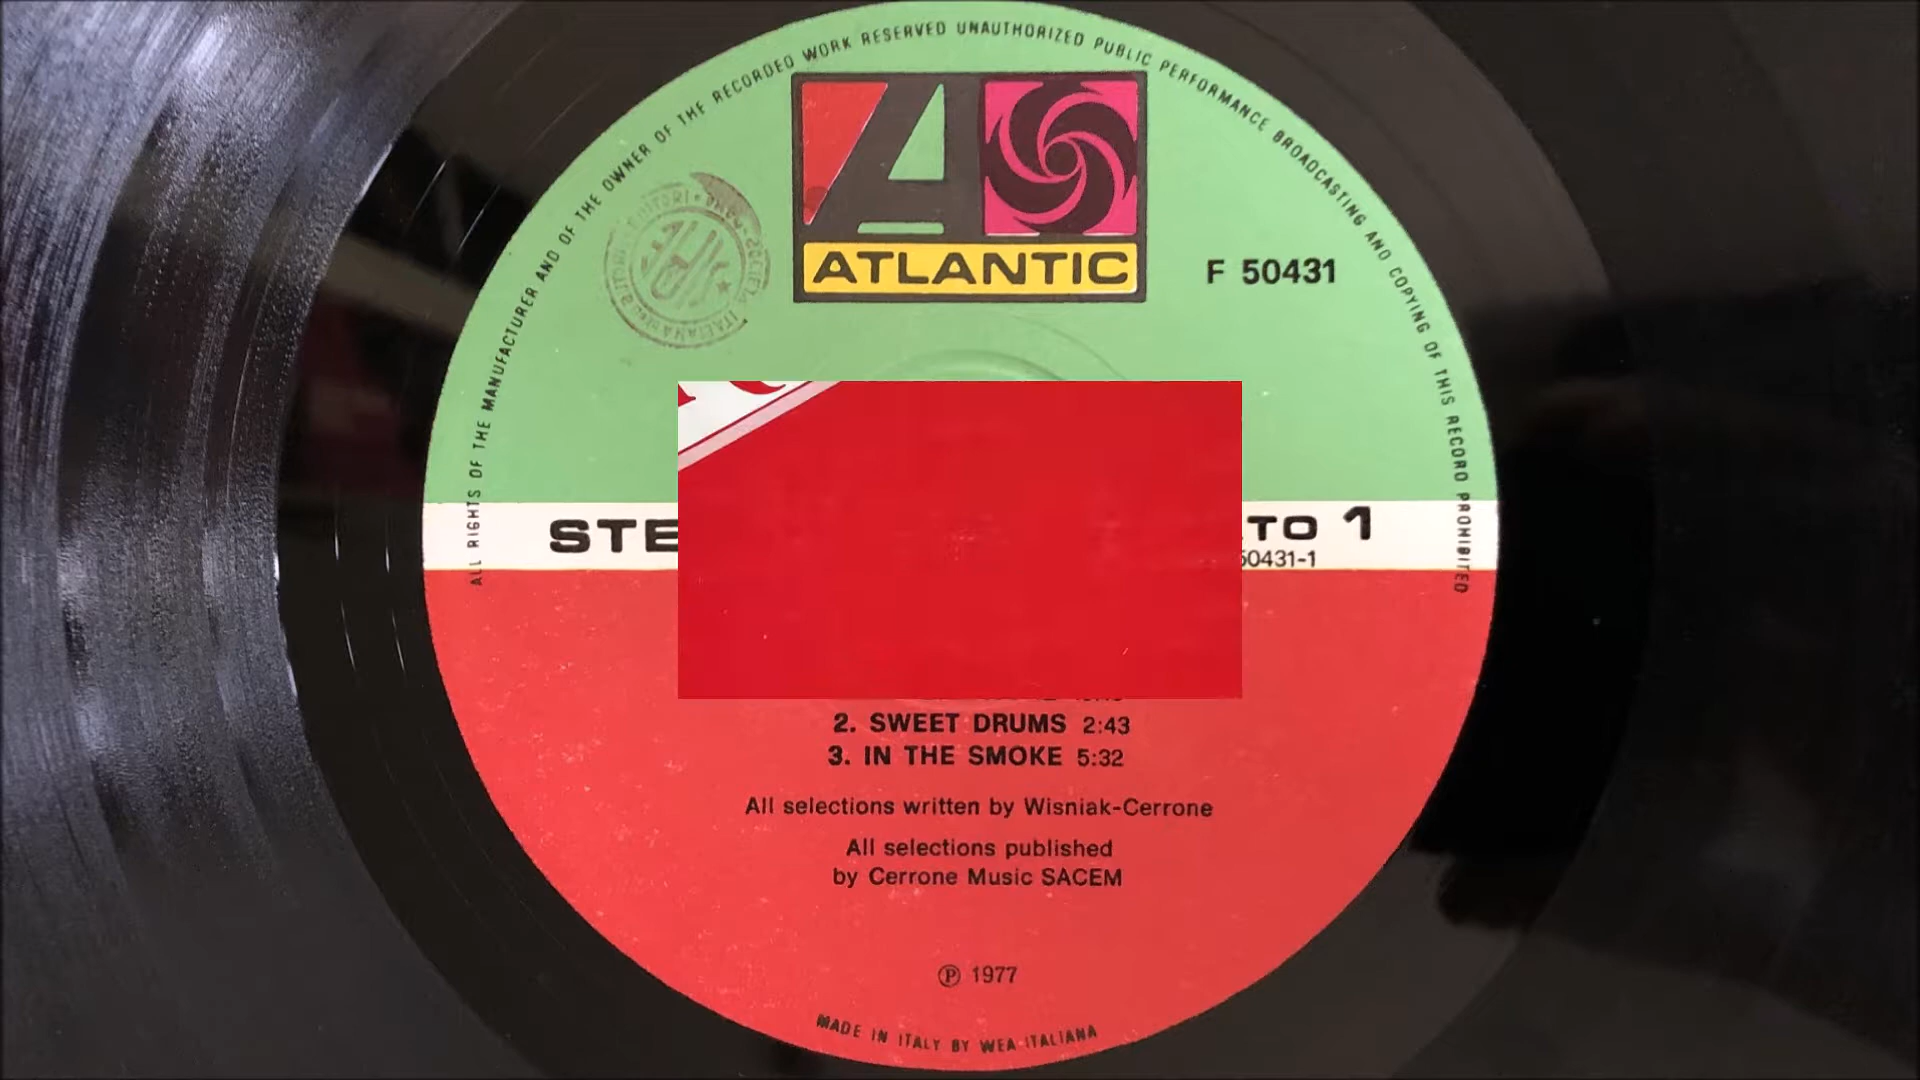 ALL RIGHTS OF THE MANUFACTURER AND OF THE OWNER OF THE RECORDED WORK RESERVED UNAUTHORIZED PUBLIC PERFORMANCE BROADCASTING AND COPYING OF THIS RECORD PROHIBITED
ATLANTIC
F 50431
STE
TO 1
50431-1
2. SWEET DRUMS 2:43
3. IN THE SMOKE 5:32
All selections written by Wisniak-Cerrone
All selections published
by Cerrone Music SACEM
℗ 1977
MADE IN ITALY BY WEA ITALIANA